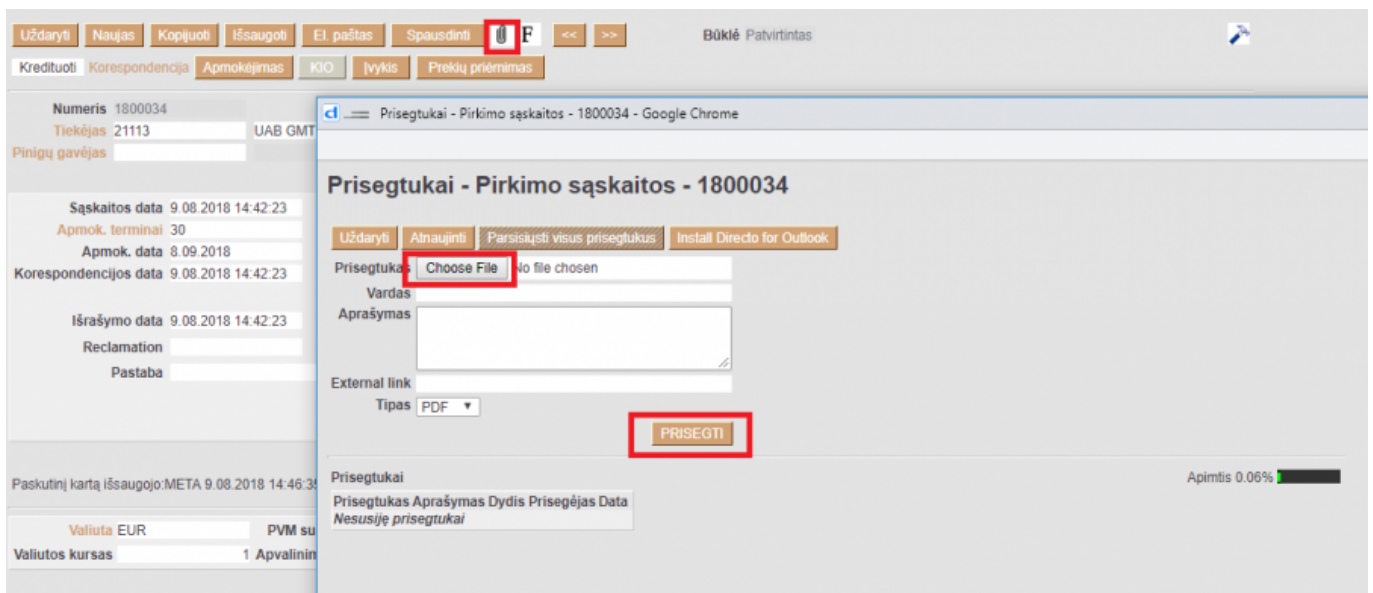 Uždaryti Naujas Kopijuoti Išsaugoti El. paštas Spausdinti F << >> Būklė Patvirtintas
Kredituoti Korespondencija Apmokėjimas KIO Įvykis Prekių priėmimas
Numeris 1800034
Tiekėjas 21113 UAB GMT
Pinigų gavėjas
Sąskaitos data 9.08.2018 14:42:23
Apmok. terminai 30
Apmok. data 8.09.2018
Korespondencijos data 9.08.2018 14:42:23
Išrašymo data 9.08.2018 14:42:23
Reclamation
Pastaba
Paskutinį kartą išsaugojo:META 9.08.2018 14:46:35
Valiuta EUR PVM su
Valiutos kursas 1 Apvalinin
Prisegtukai - Pirkimo sąskaitos - 1800034 - Google Chrome
Prisegtukai - Pirkimo sąskaitos - 1800034
Uždaryti Atnaujinti Parsisiųsti visus prisegtukus Install Directo for Outlook
Prisegtukas Choose File No file chosen
Vardas
Aprašymas
External link
Tipas PDF
PRISEGTI
Prisegtukai Apimtis 0.06%
Prisegtukas Aprašymas Dydis Prisegėjas Data
Nesusiję prisegtukai